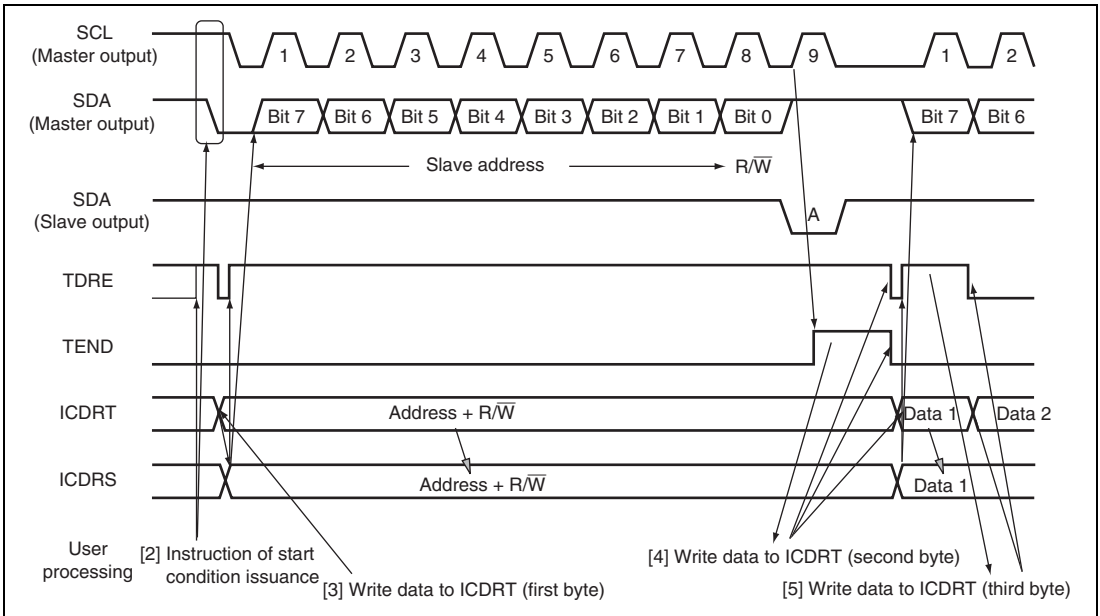 SCL
(Master output)
1 2 3 4 5 6 7 8 9 1 2
SDA
(Master output)
Bit 7 Bit 6 Bit 5 Bit 4 Bit 3 Bit 2 Bit 1 Bit 0 Bit 7 Bit 6
Slave address R/W̅
SDA
(Slave output)
A
TDRE
TEND
ICDRT
Address + R/W̅ Data 1 Data 2
ICDRS
Address + R/W̅ Data 1
User
processing
[2] Instruction of start
condition issuance
[3] Write data to ICDRT (first byte)
[4] Write data to ICDRT (second byte)
[5] Write data to ICDRT (third byte)